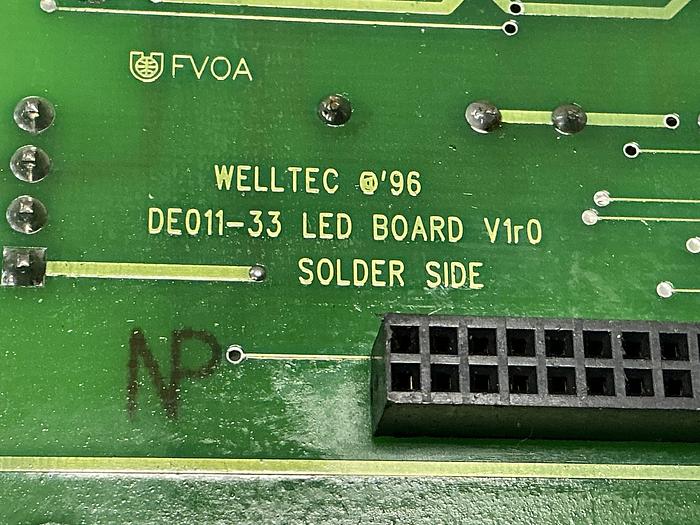 FVOA
WELLTEC @'96
DE011-33 LED BOARD V1r0
SOLDER SIDE
NP